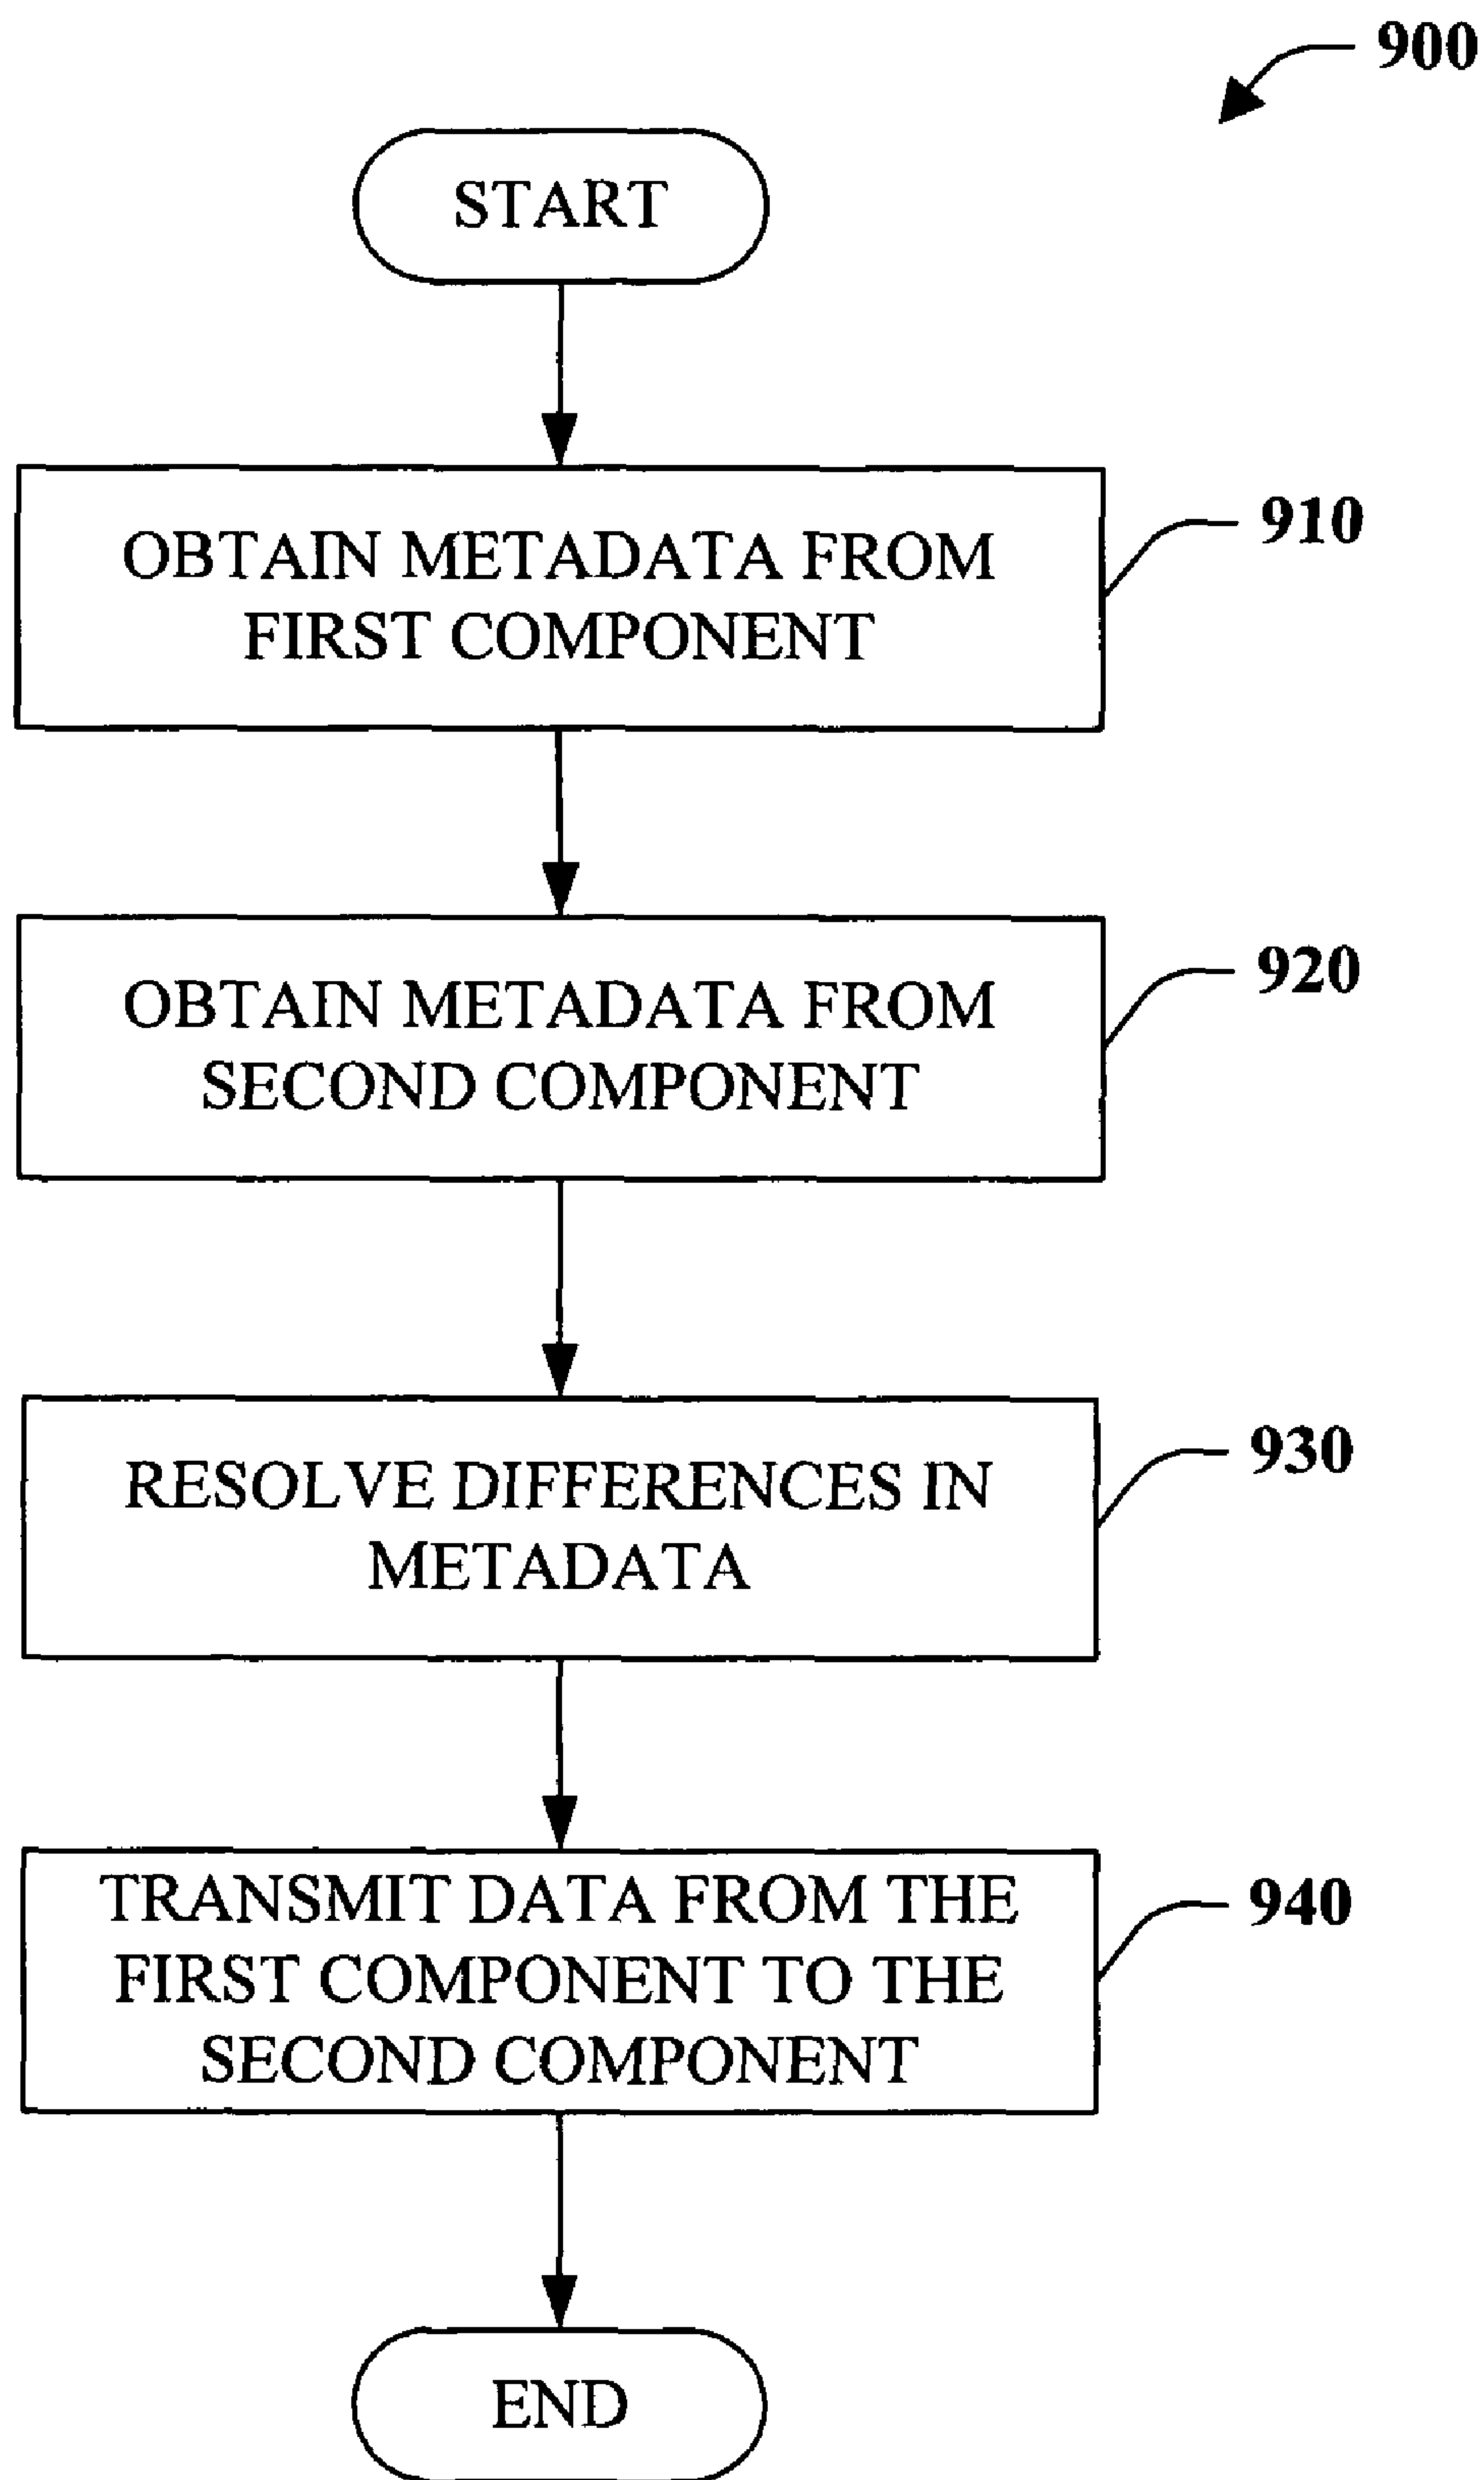 900
START
OBTAIN METADATA FROM
FIRST COMPONENT
910
OBTAIN METADATA FROM
SECOND COMPONENT
920
RESOLVE DIFFERENCES IN
METADATA
930
TRANSMIT DATA FROM THE
FIRST COMPONENT TO THE
SECOND COMPONENT
940
END